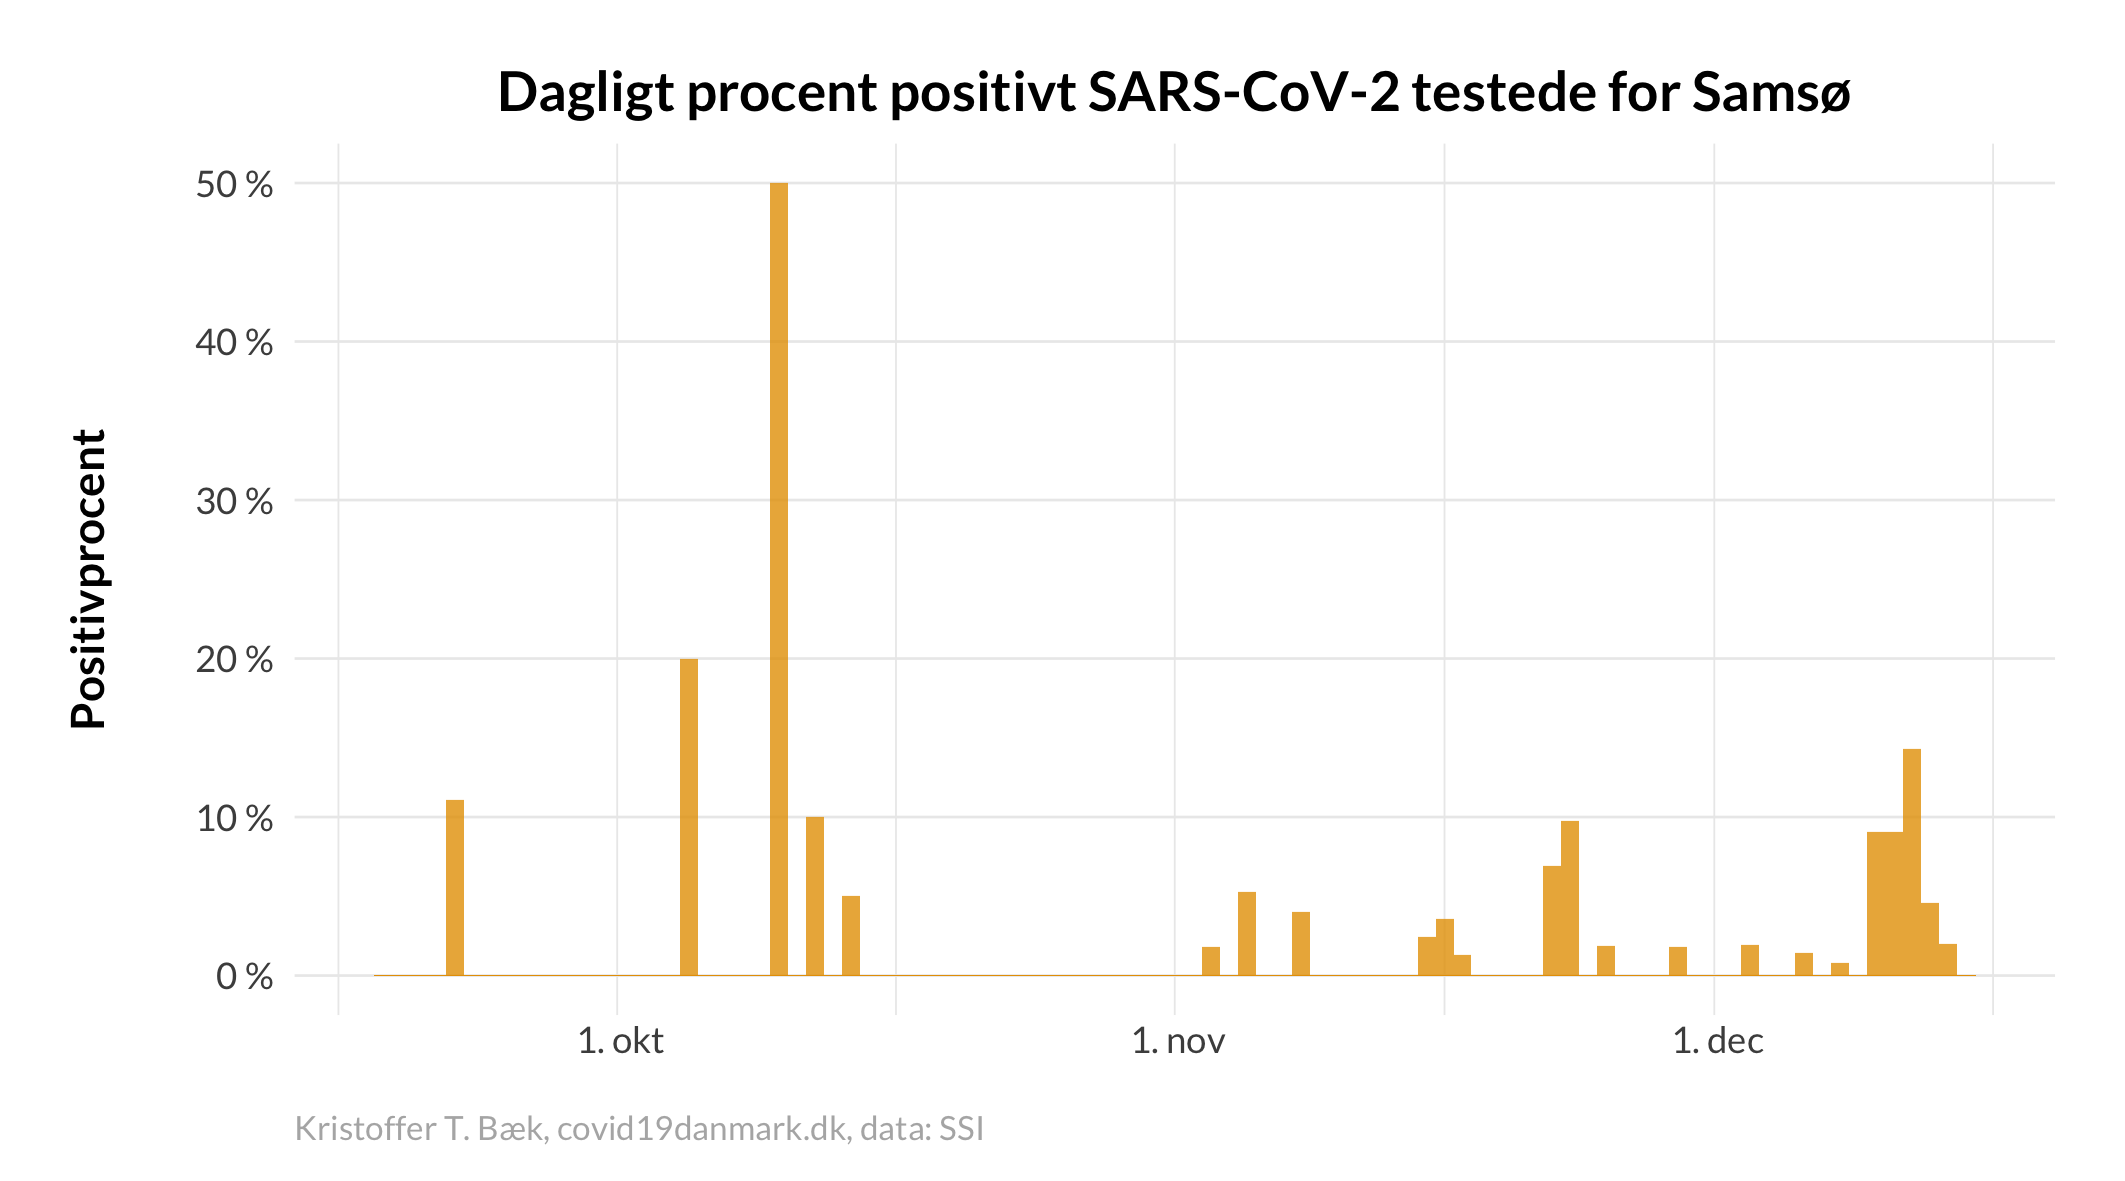 Dagligt procent positivt SARS-CoV-2 testede for Samsø
Positivprocent
50 %
40 %
30 %
20 %
10 %
0 %
1. okt
1. nov
1. dec
Kristoffer T. Bæk, covid19danmark.dk, data: SSI